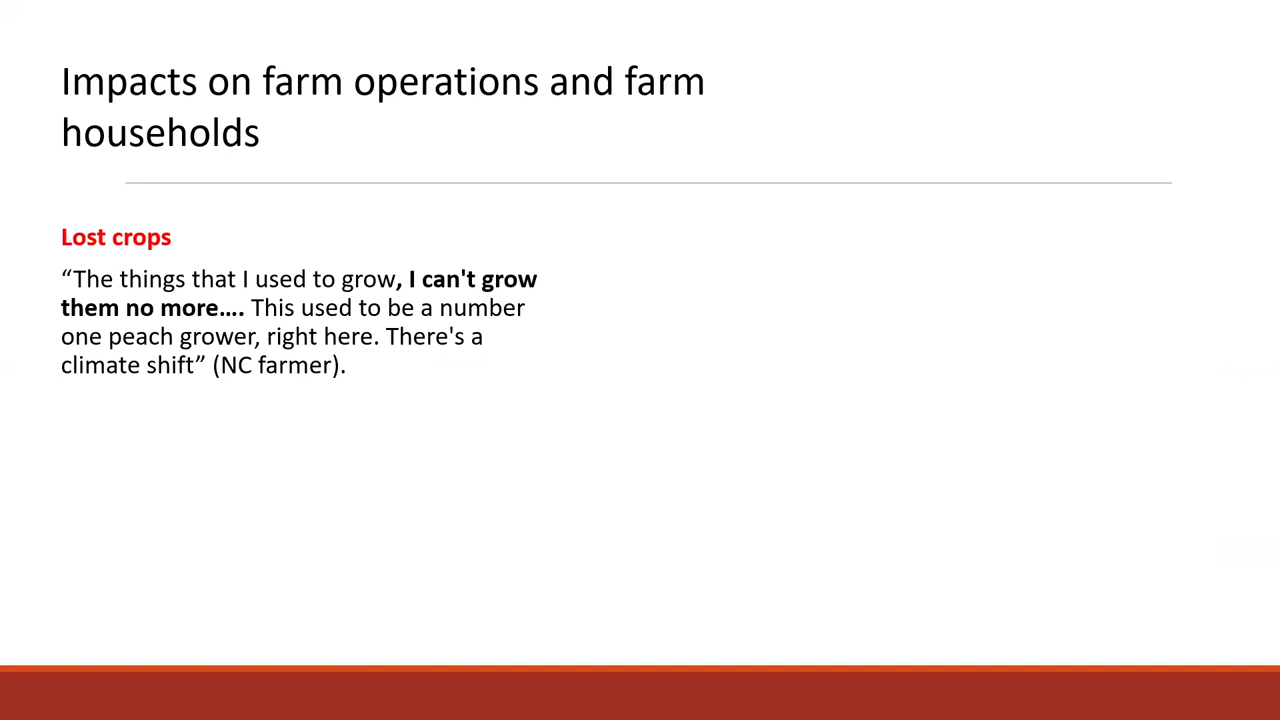 Impacts on farm operations and farm
households
Lost crops
“The things that I used to grow, I can't grow
them no more…. This used to be a number
one peach grower, right here. There's a
climate shift” (NC farmer).